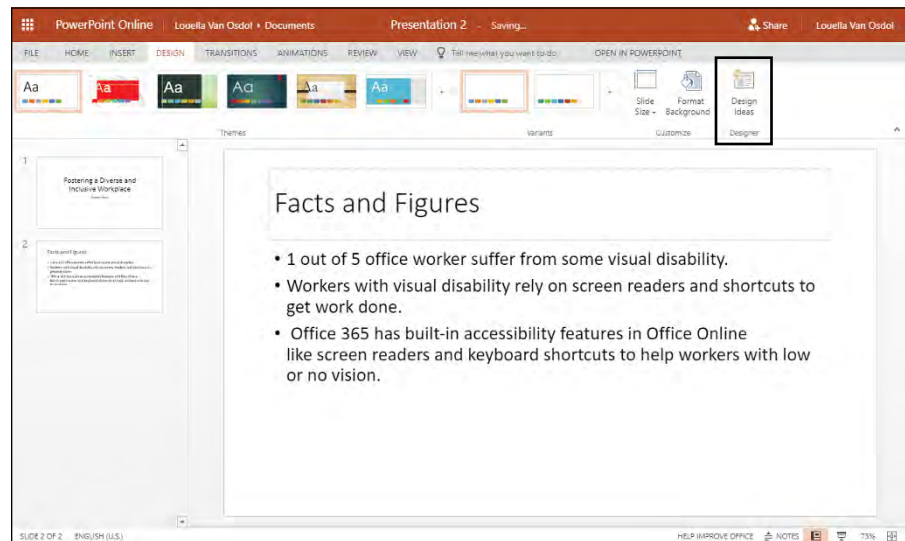 PowerPoint Online Louella Van Osdol ▸ Documents Presentation 2 - Saving... Share Louella Van Osdol
FILE HOME INSERT DESIGN TRANSITIONS ANIMATIONS REVIEW VIEW Tell me what you want to do OPEN IN POWERPOINT
Aa Aa Aa Aa Aa Aa
Slide Size Format Background Design Ideas
Themes Variants Customize Designer
1
Fostering a Diverse and
Inclusive Workplace
2
Facts and Figures
Facts and Figures
• 1 out of 5 office worker suffer from some visual disability.
• Workers with visual disability rely on screen readers and shortcuts to
get work done.
• Office 365 has built-in accessibility features in Office Online
like screen readers and keyboard shortcuts to help workers with low
or no vision.
SLIDE 2 OF 2 ENGLISH (U.S.) HELP IMPROVE OFFICE NOTES 73%